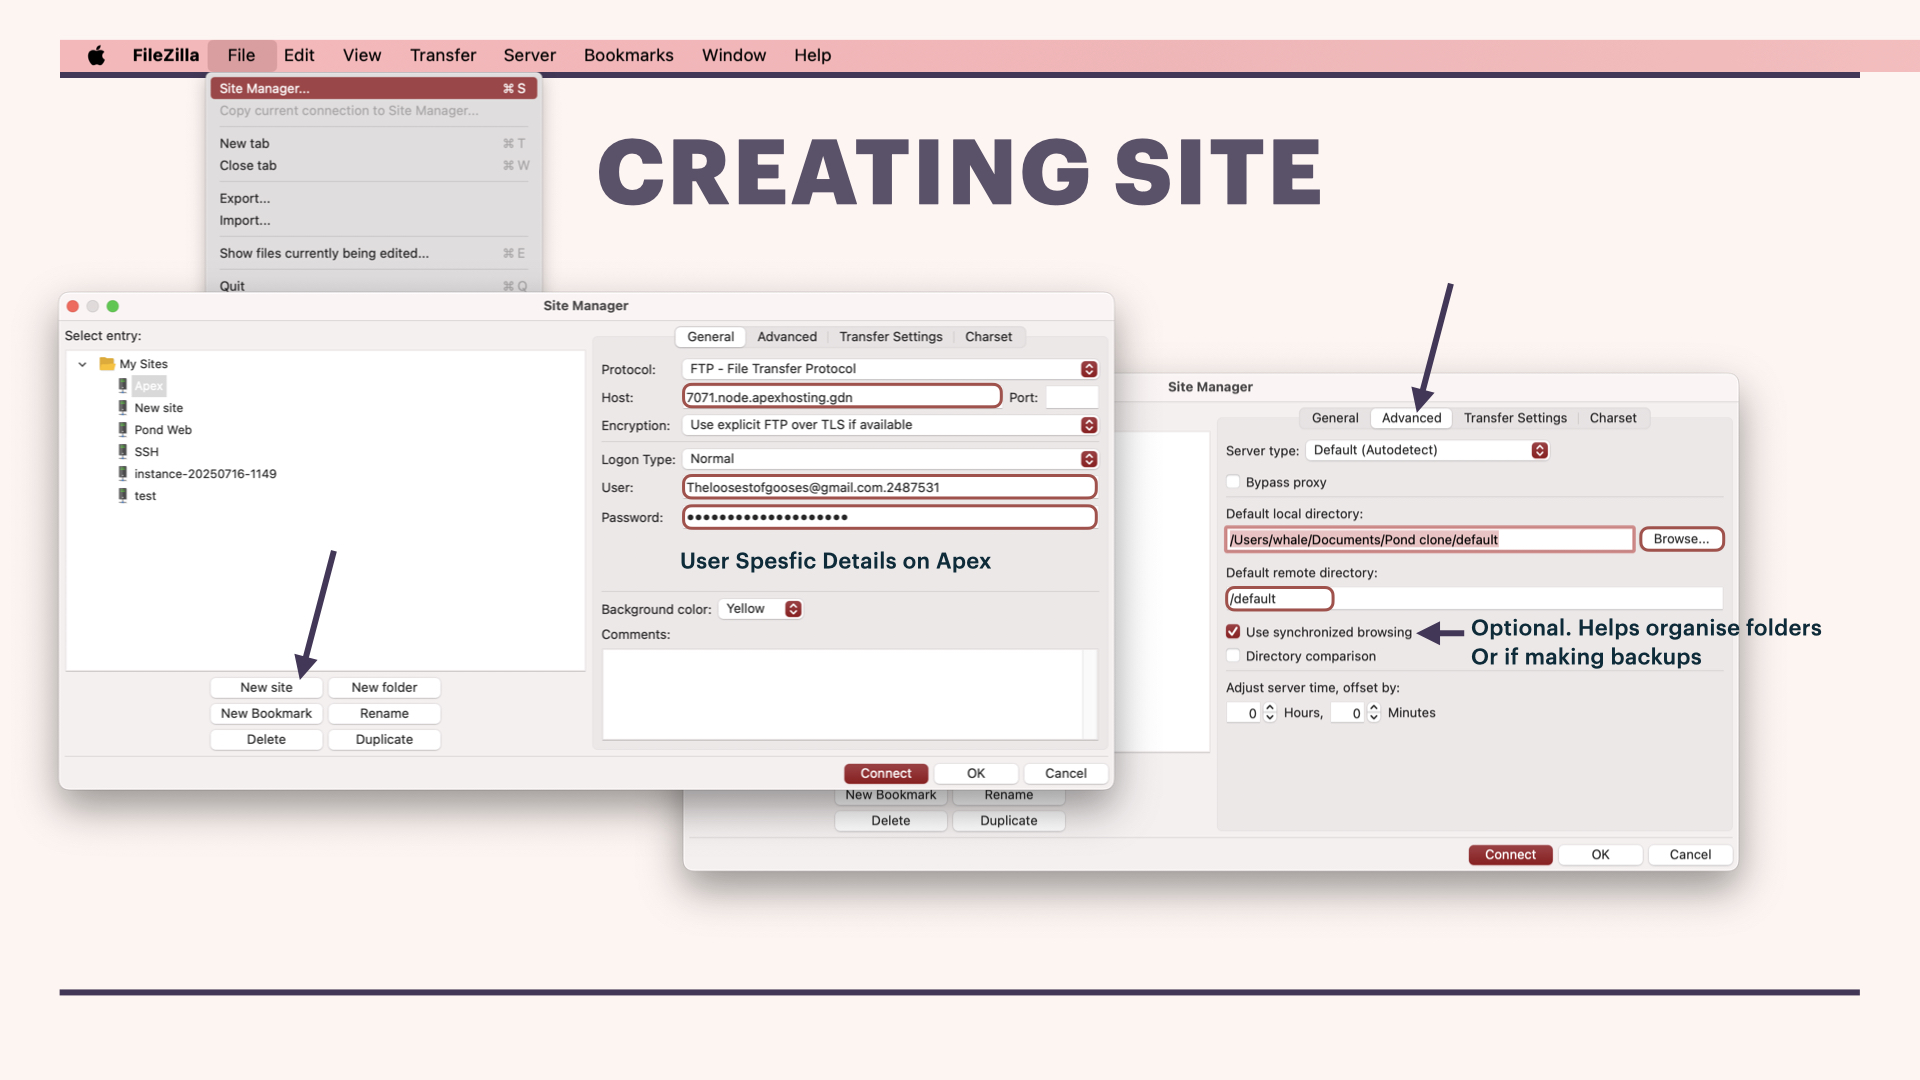 FileZilla File Edit View Transfer Server Bookmarks Window Help
Site Manager... ⌘ S
Copy current connection to Site Manager...
New tab ⌘ T
Close tab ⌘ W
Export...
Import...
Show files currently being edited... ⌘ E
Quit ⌘ Q
CREATING SITE
Site Manager
Select entry:
My Sites
Apex
New site
Pond Web
SSH
instance-20250716-1149
test
New site New folder
New Bookmark Rename
Delete Duplicate
General Advanced Transfer Settings Charset
Protocol: FTP - File Transfer Protocol
Host: 7071.node.apexhosting.gdn Port:
Encryption: Use explicit FTP over TLS if available
Logon Type: Normal
User: Theloosestofgooses@gmail.com.2487531
Password: ••••••••••••••••••••
User Spesfic Details on Apex
Background color: Yellow
Comments:
Connect OK Cancel
Site Manager
General Advanced Transfer Settings Charset
Server type: Default (Autodetect)
Bypass proxy
Default local directory:
/Users/whale/Documents/Pond clone/default Browse...
Default remote directory:
/default
Use synchronized browsing
Optional. Helps organise folders
Or if making backups
Directory comparison
Adjust server time, offset by:
0 Hours, 0 Minutes
New Bookmark Rename
Delete Duplicate
Connect OK Cancel